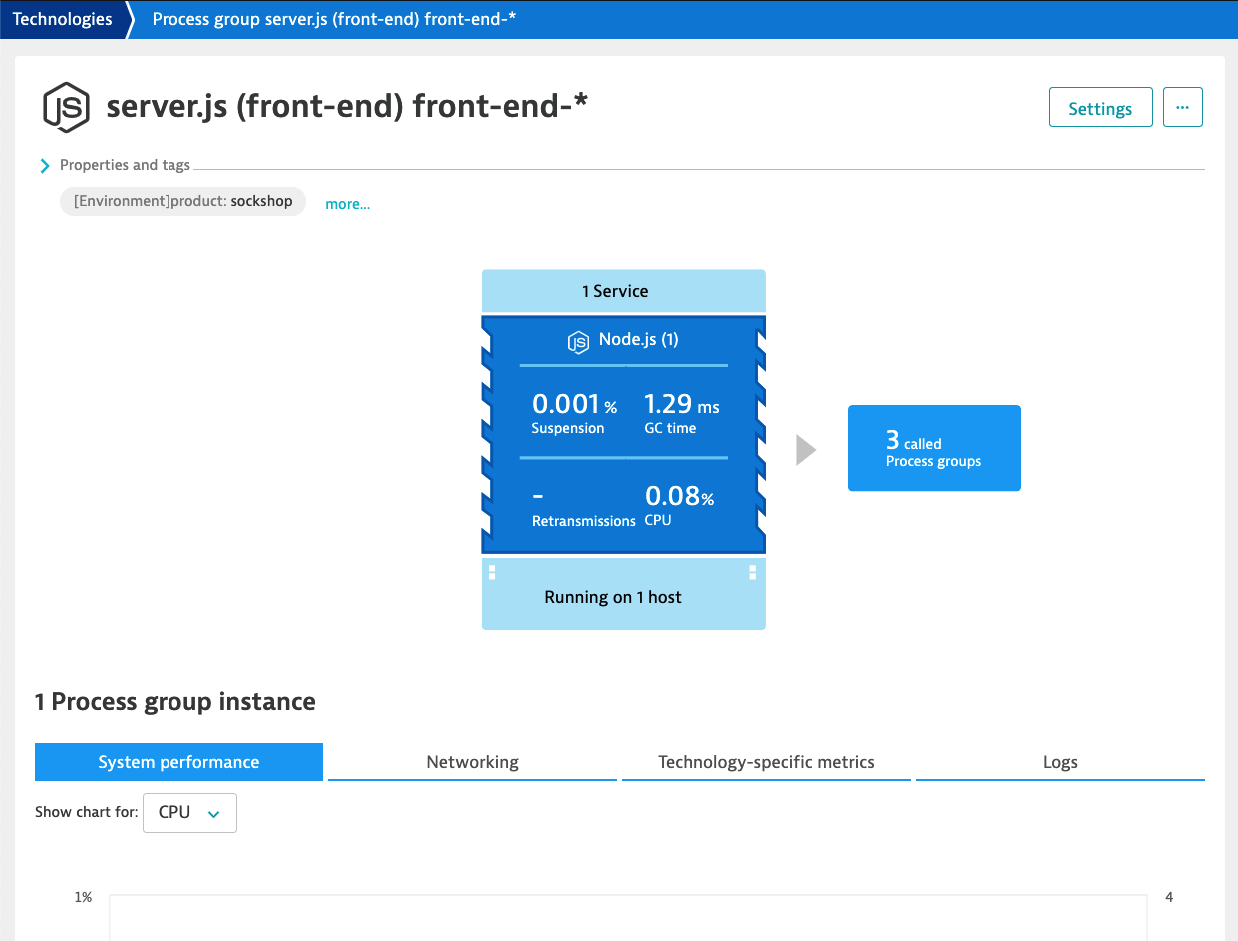 Technologies
Process group server.js (front-end) front-end-*
server.js (front-end) front-end-*
Settings
...
Properties and tags
[Environment]product: sockshop
more...
1 Service
JS Node.js (1)
0.001 % 1.29 ms
Suspension GC time
- 0.08%
Retransmissions CPU
Running on 1 host
3 called
Process groups
1 Process group instance
System performance
Networking
Technology-specific metrics
Logs
Show chart for: CPU
1%
4